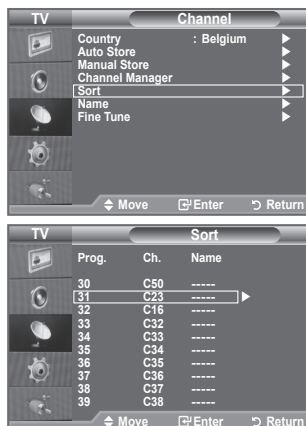 TV Channel
Country : Belgium
Auto Store
Manual Store
Channel Manager
Sort
Name
Fine Tune
Move Enter Return
TV Sort
Prog. Ch. Name
30 C50 -----
31 C23 -----
32 C16 -----
33 C32 -----
34 C33 -----
35 C34 -----
36 C35 -----
37 C36 -----
38 C37 -----
39 C38 -----
Move Enter Return